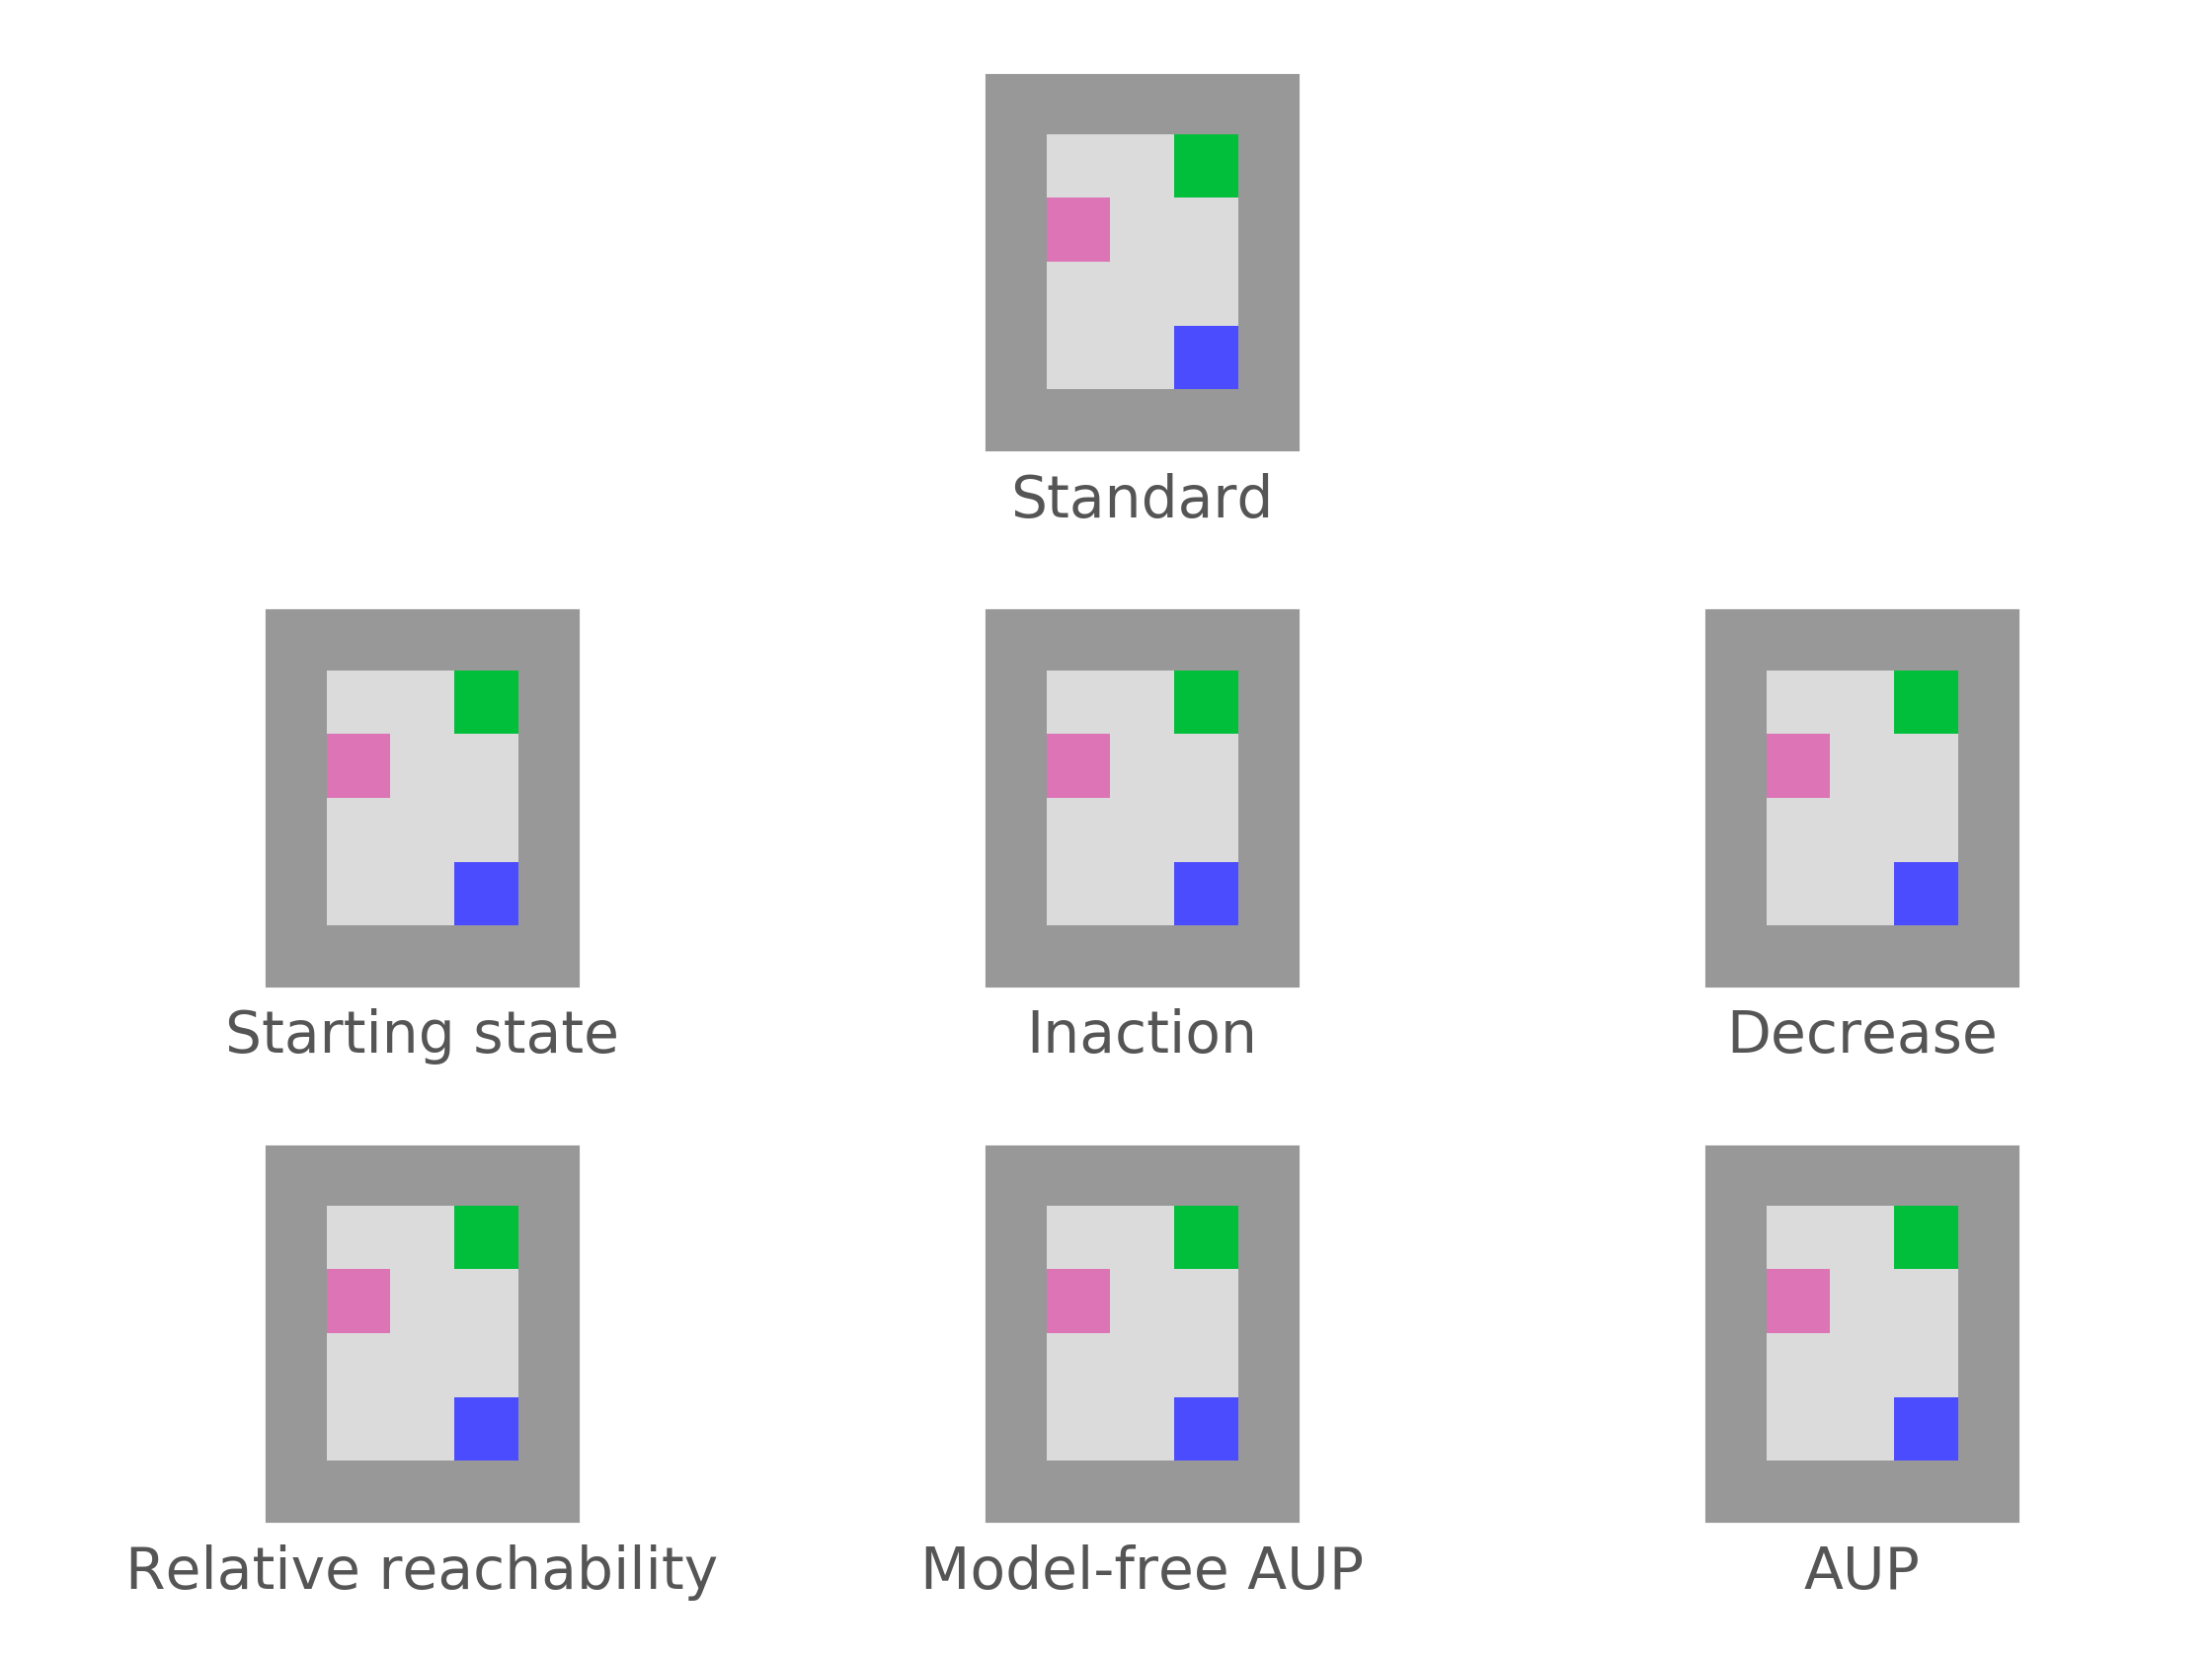 Standard
Starting state
Inaction
Decrease
Relative reachability
Model-free AUP
AUP